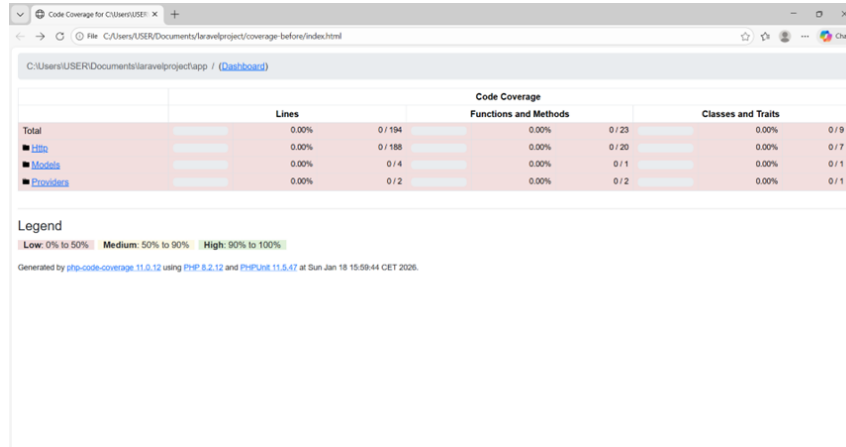 Code Coverage for C:\Users\USER\
File C:/Users/USER/Documents/laravelproject/coverage-before/index.html
C:\Users\USER\Documents\laravelproject\app / (Dashboard)
Code Coverage
Lines Functions and Methods Classes and Traits
Total 0.00% 0 / 194 0.00% 0 / 23 0.00% 0 / 9
Http 0.00% 0 / 188 0.00% 0 / 20 0.00% 0 / 7
Models 0.00% 0 / 4 0.00% 0 / 1 0.00% 0 / 1
Providers 0.00% 0 / 2 0.00% 0 / 2 0.00% 0 / 1
Legend
Low: 0% to 50% Medium: 50% to 90% High: 90% to 100%
Generated by php-code-coverage 11.0.12 using PHP 8.2.12 and PHPUnit 11.5.47 at Sun Jan 18 15:59:44 CET 2026.